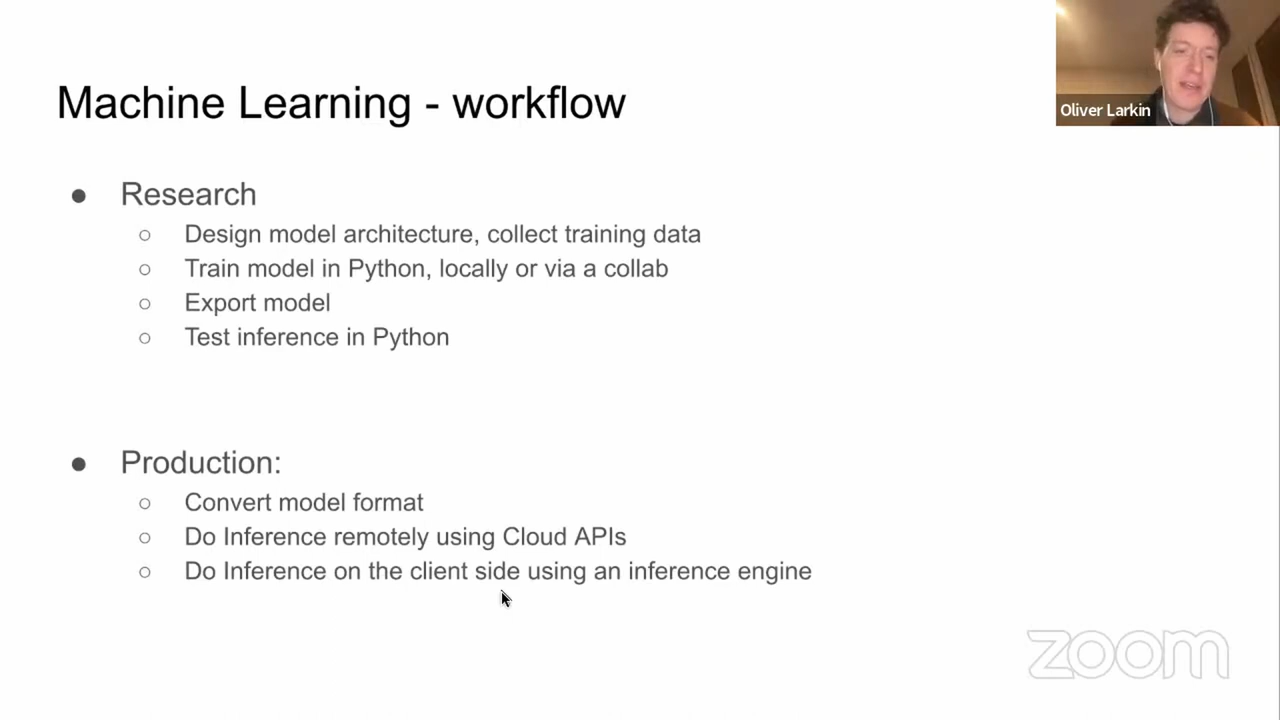 Machine Learning - workflow
Oliver Larkin
● Research
○ Design model architecture, collect training data
○ Train model in Python, locally or via a collab
○ Export model
○ Test inference in Python
● Production:
○ Convert model format
○ Do Inference remotely using Cloud APIs
○ Do Inference on the client side using an inference engine
zoom